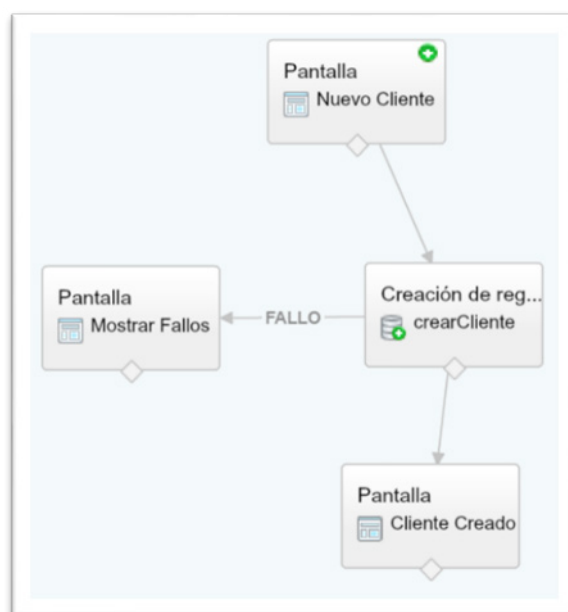 Pantalla
Nuevo Cliente
Creación de reg...
crearCliente
FALLO
Pantalla
Mostrar Fallos
Pantalla
Cliente Creado